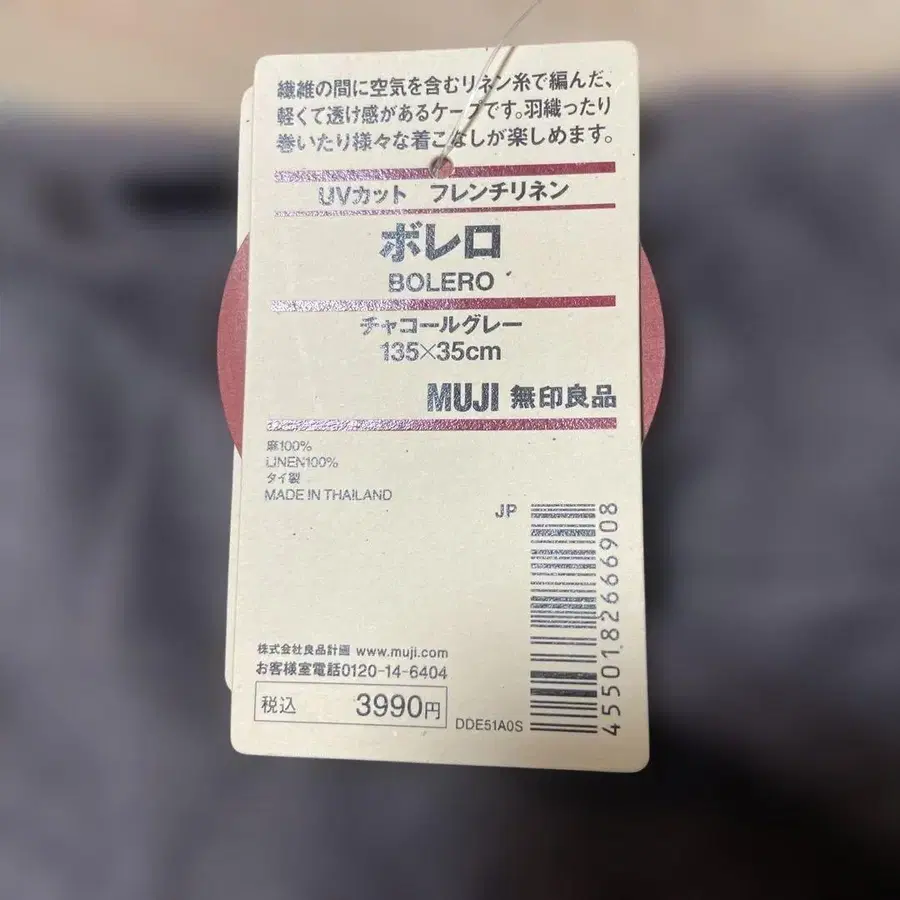 繊維の間に空気を含むリネン糸で編んだ、
軽くて透け感があるケープです。羽織ったり
巻いたり様々な着こなしが楽しめます。
UVカット　フレンチリネン
ボレロ
BOLERO
チャコールグレー
135×35cm
MUJI 無印良品
麻100%
LINEN100%
タイ製
MADE IN THAILAND
JP
4550182666908
株式会社良品計画 www.muji.com
お客様室電話0120-14-6404
税込 3990円
DDE51A0S